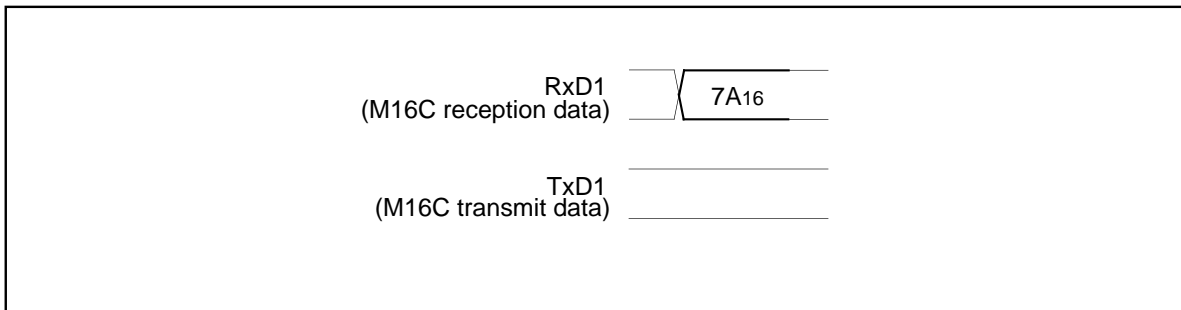 RxD1
(M16C reception data)
7A16
TxD1
(M16C transmit data)